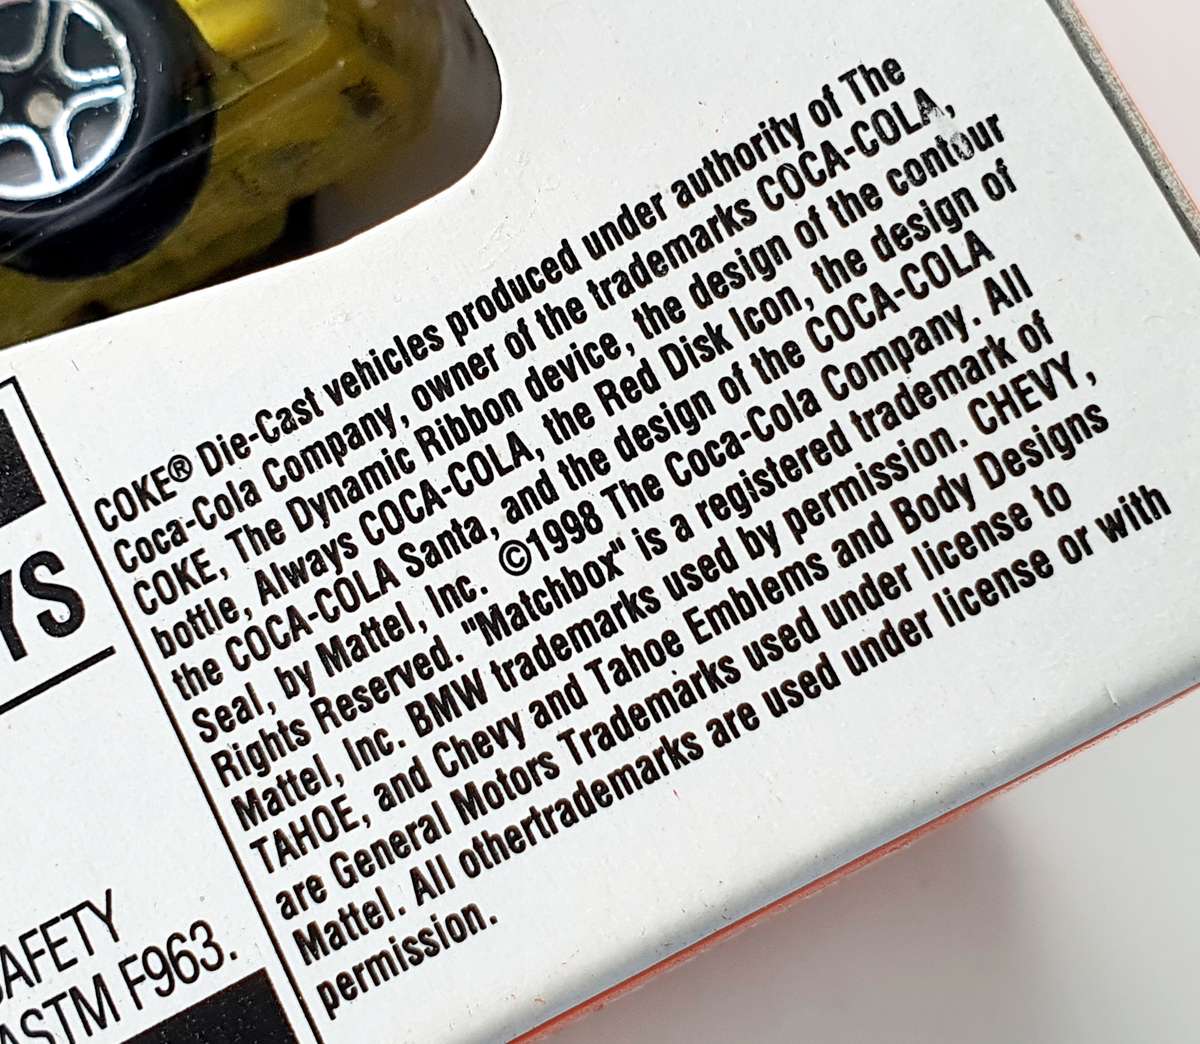 COKE® Die-Cast vehicles produced under authority of The
Coca-Cola Company, owner of the trademarks COCA-COLA,
COKE, The Dynamic Ribbon device, the design of the contour
bottle, Always COCA-COLA, the Red Disk Icon, the design of
the COCA-COLA Santa, and the design of the COCA-COLA
Seal, by Mattel, Inc. ©1998 The Coca-Cola Company. All
Rights Reserved. "Matchbox" is a registered trademark of
Mattel, Inc. BMW trademarks used by permission. CHEVY,
TAHOE, and Chevy and Tahoe Emblems and Body Designs
are General Motors Trademarks used under license to
Mattel. All othertrademarks are used under license or with
permission.
YS
AFETY
ASTM F963.